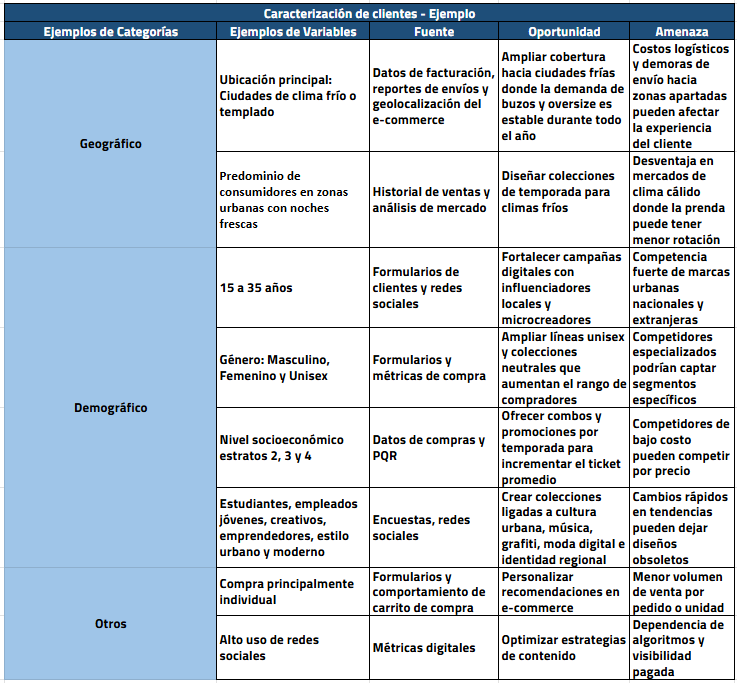 Caracterización de clientes - Ejemplo
Ejemplos de Categorías
Ejemplos de Variables
Fuente
Oportunidad
Amenaza
Geográfico
Ubicación principal:
Ciudades de clima frío o
templado
Datos de facturación,
reportes de envíos y
geolocalización del
e-commerce
Ampliar cobertura
hacia ciudades frías
donde la demanda de
buzos y oversize es
estable durante todo
el año
Costos logísticos
y demoras de
envío hacia
zonas apartadas
pueden afectar
la experiencia
del cliente
Predominio de
consumidores en zonas
urbanas con noches
frescas
Historial de ventas y
análisis de mercado
Diseñar colecciones
de temporada para
climas fríos
Desventaja en
mercados de
clima cálido
donde la prenda
puede tener
menor rotación
Demográfico
15 a 35 años
Formularios de
clientes y redes
sociales
Fortalecer campañas
digitales con
influenciadores
locales y
microcreadores
Competencia
fuerte de marcas
urbanas
nacionales y
extranjeras
Género: Masculino,
Femenino y Unisex
Formularios y
métricas de compra
Ampliar líneas unisex
y colecciones
neutrales que
aumentan el rango de
compradores
Competidores
especializados
podrían captar
segmentos
específicos
Nivel socioeconómico
estratos 2, 3 y 4
Datos de compras y
PQR
Ofrecer combos y
promociones por
temporada para
incrementar el ticket
promedio
Competidores de
bajo costo
pueden competir
por precio
Estudiantes, empleados
jóvenes, creativos,
emprendedores, estilo
urbano y moderno
Encuestas, redes
sociales
Crear colecciones
ligadas a cultura
urbana, música,
grafiti, moda digital e
identidad regional
Cambios rápidos
en tendencias
pueden dejar
diseños
obsoletos
Otros
Compra principalmente
individual
Formularios y
comportamiento de
carrito de compra
Personalizar
recomendaciones en
e-commerce
Menor volumen
de venta por
pedido o unidad
Alto uso de redes
sociales
Métricas digitales
Optimizar estrategias
de contenido
Dependencia de
algoritmos y
visibilidad
pagada